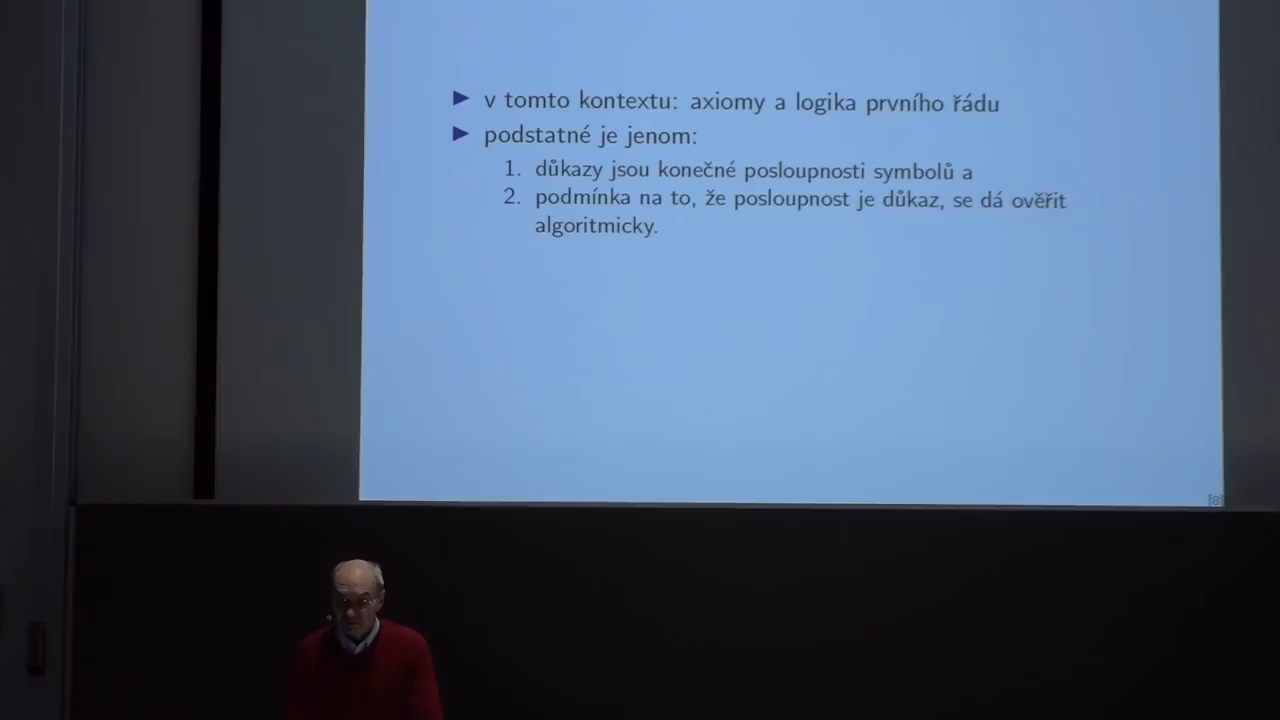 ▶ v tomto kontextu: axiomy a logika prvního řádu
▶ podstatné je jenom:
1. důkazy jsou konečné posloupnosti symbolů a
2. podmínka na to, že posloupnost je důkaz, se dá ověřit
algoritmicky.
[8]